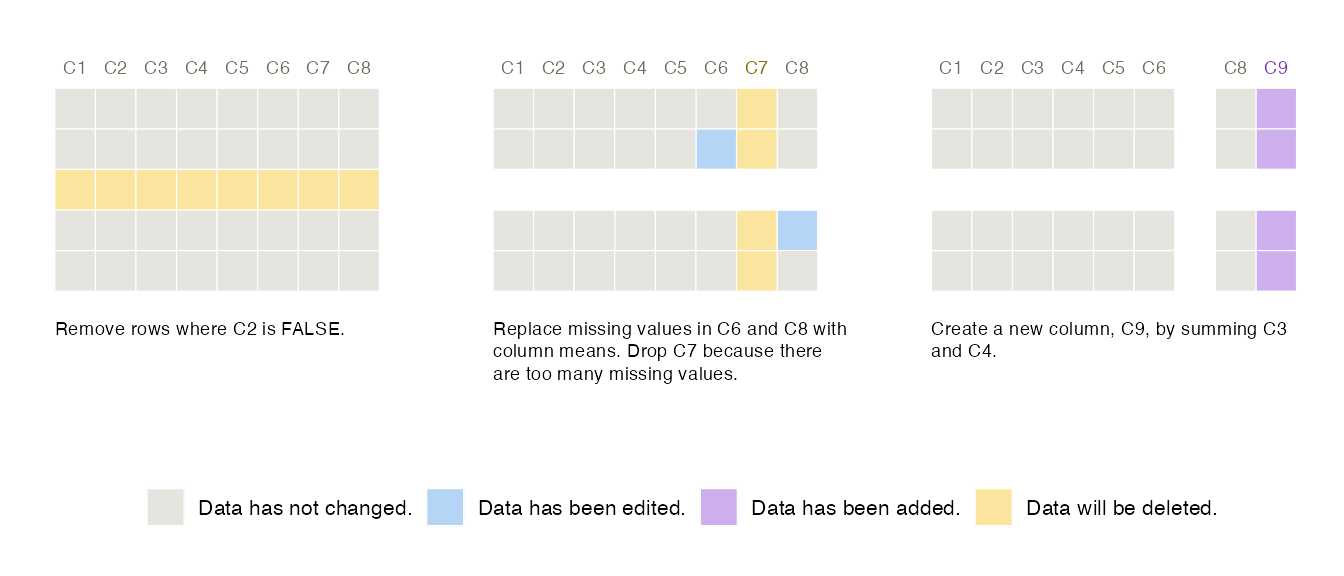 C1 C2 C3 C4 C5 C6 C7 C8
C1 C2 C3 C4 C5 C6 C7 C8
C1 C2 C3 C4 C5 C6 C8 C9
Remove rows where C2 is FALSE.
Replace missing values in C6 and C8 with
column means. Drop C7 because there
are too many missing values.
Create a new column, C9, by summing C3
and C4.
Data has not changed.
Data has been edited.
Data has been added.
Data will be deleted.